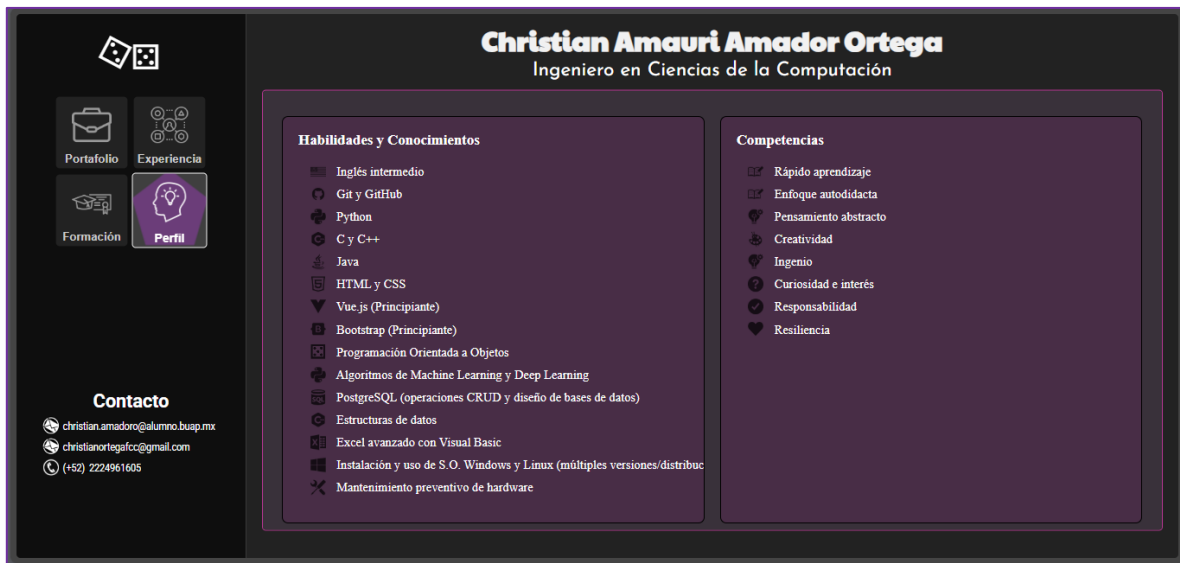 Christian Amauri Amador Ortega
Ingeniero en Ciencias de la Computación
Portafolio
Experiencia
Formación
Perfil
Contacto
christian.amadoro@alumno.buap.mx
christianortegafcc@gmail.com
(+52) 2224961605
Habilidades y Conocimientos
Inglés intermedio
Git y GitHub
Python
C y C++
Java
HTML y CSS
Vue.js (Principiante)
Bootstrap (Principiante)
Programación Orientada a Objetos
Algoritmos de Machine Learning y Deep Learning
PostgreSQL (operaciones CRUD y diseño de bases de datos)
Estructuras de datos
Excel avanzado con Visual Basic
Instalación y uso de S.O. Windows y Linux (múltiples versiones/distribuc
Mantenimiento preventivo de hardware
Competencias
Rápido aprendizaje
Enfoque autodidacta
Pensamiento abstracto
Creatividad
Ingenio
Curiosidad e interés
Responsabilidad
Resiliencia